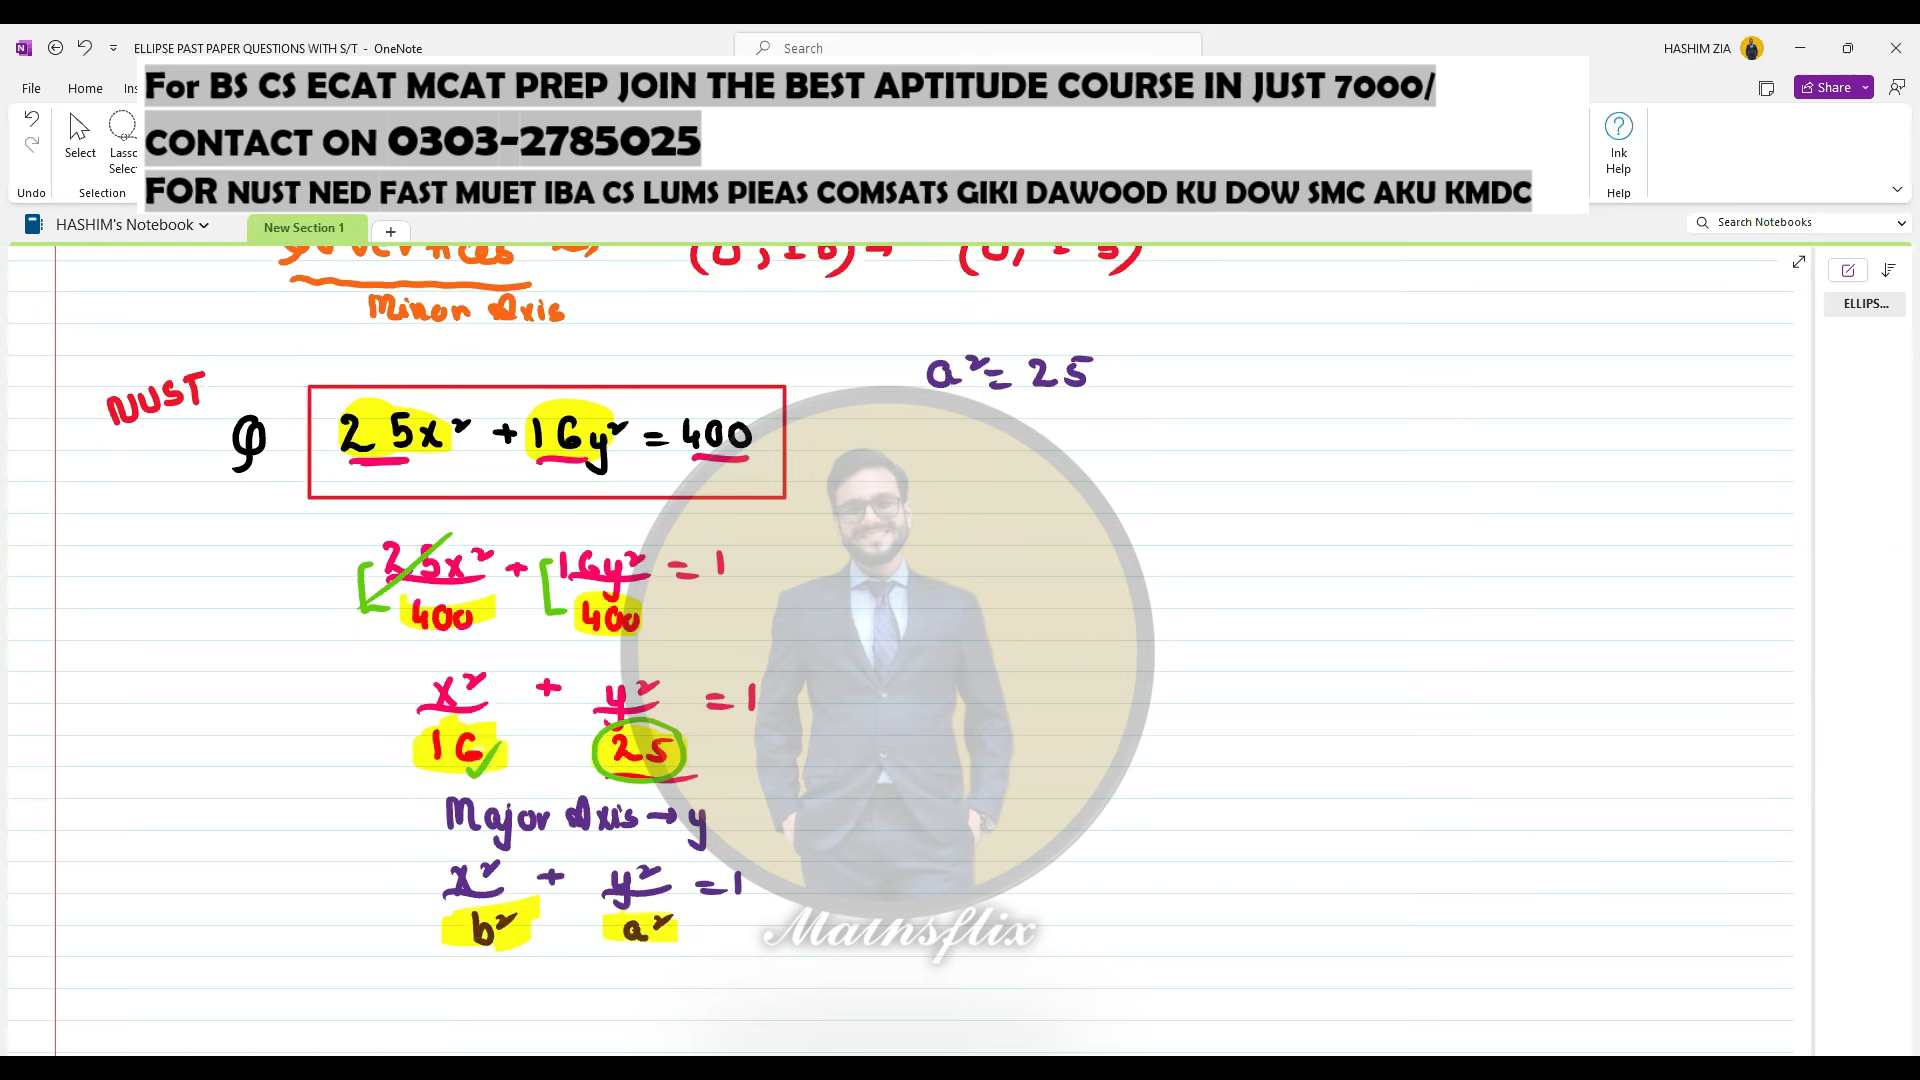 ELLIPSE PAST PAPER QUESTIONS WITH S/T - OneNote
Search
HASHIM ZIA
For BS CS ECAT MCAT PREP JOIN THE BEST APTITUDE COURSE IN JUST 7000/
CONTACT ON 0303-2785025
FOR NUST NED FAST MUET IBA CS LUMS PIEAS COMSATS GIKI DAWOOD KU DOW SMC AKU KMDC
File Home Ins
Share
Select
Lasso
Select
Ink
Help
Undo
Selection
Help
HASHIM's Notebook
New Section 1
+
Search Notebooks
ELLIPS...
Minor Axis
a² = 25
NUST
Q 25x² + 16y² = 400
25x²/400 + 16y²/400 = 1
x²/16 + y²/25 = 1
Major Axis → y
x²/b² + y²/a² = 1
Mathsflix